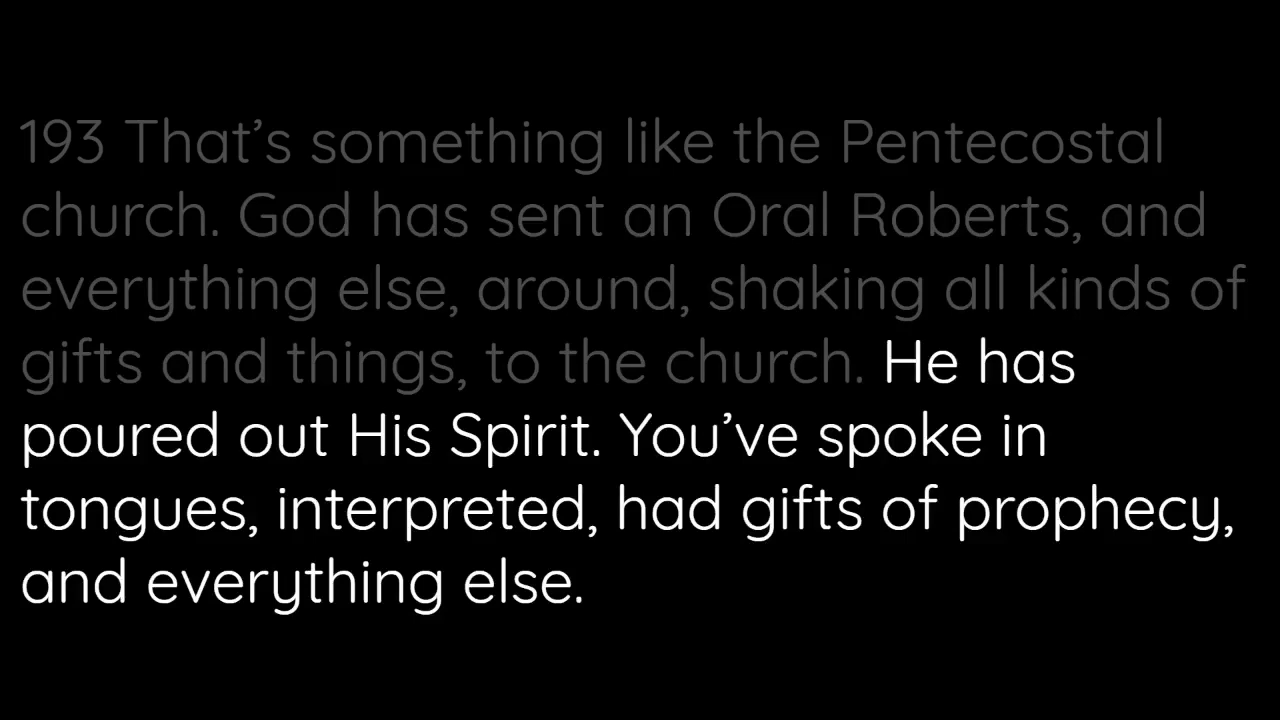 193 That’s something like the Pentecostal
church. God has sent an Oral Roberts, and
everything else, around, shaking all kinds of
gifts and things, to the church. He has
poured out His Spirit. You’ve spoke in
tongues, interpreted, had gifts of prophecy,
and everything else.